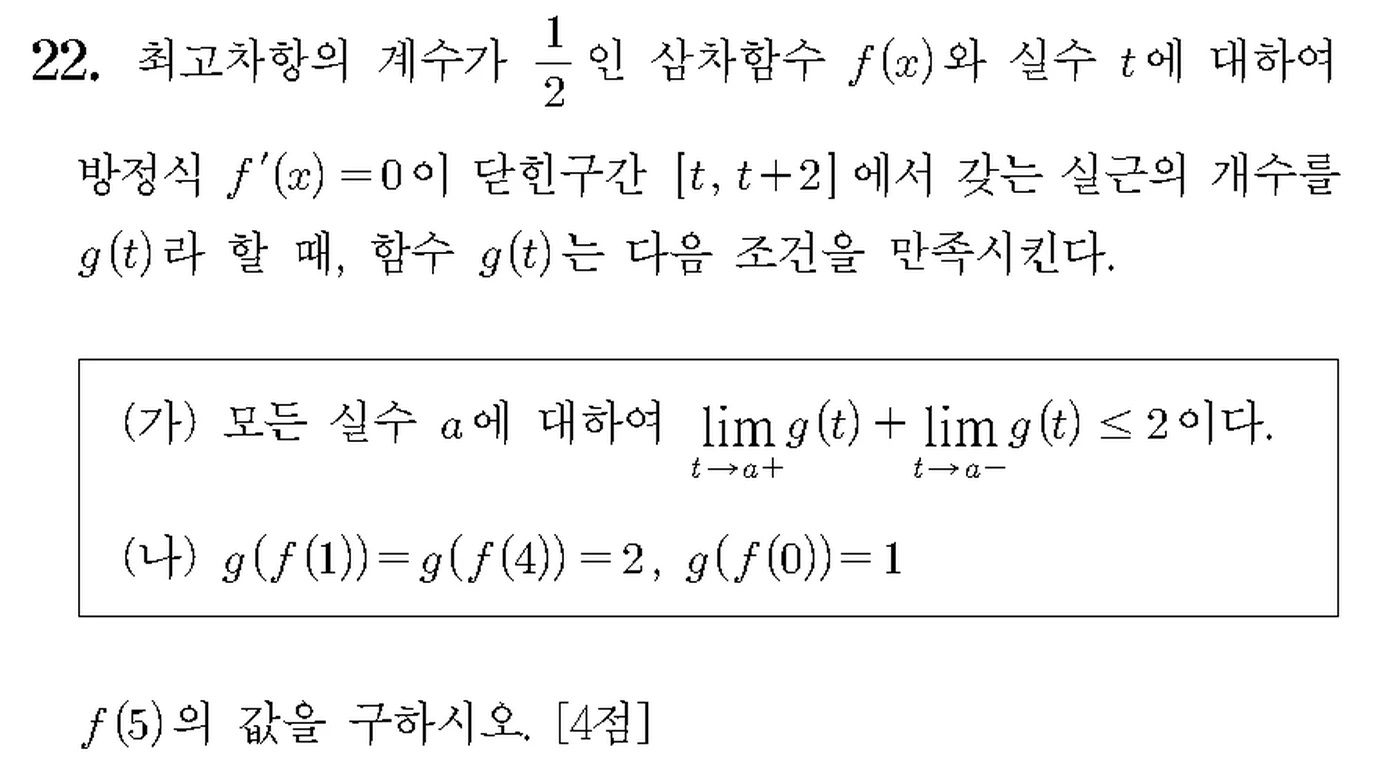 22. 최고차항의 계수가 1/2 인 삼차함수 f(x)와 실수 t에 대하여
방정식 f′(x)=0이 닫힌구간 [t, t+2]에서 갖는 실근의 개수를
g(t)라 할 때, 함수 g(t)는 다음 조건을 만족시킨다.
(가) 모든 실수 a에 대하여 lim_{t→a+} g(t) + lim_{t→a−} g(t) ≤ 2이다.
(나) g(f(1))=g(f(4))=2, g(f(0))=1
f(5)의 값을 구하시오. [4점]